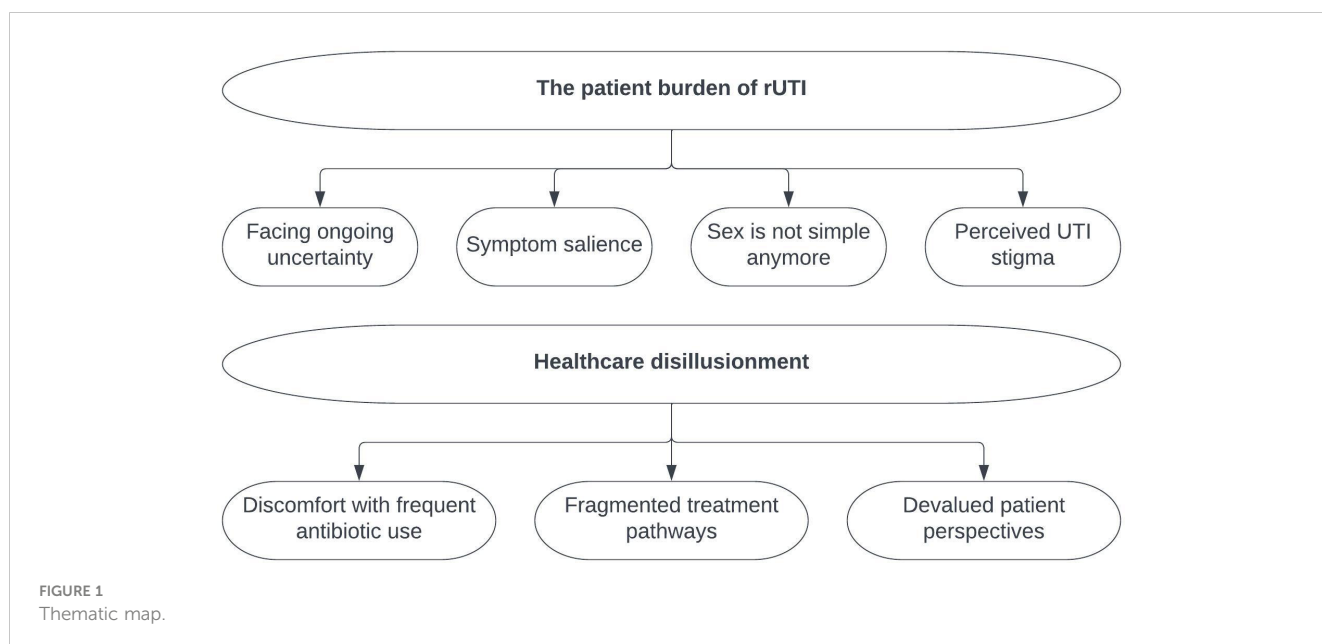 The patient burden of rUTI
Facing ongoing
uncertainty
Symptom salience
Sex is not simple
anymore
Perceived UTI
stigma
Healthcare disillusionment
Discomfort with frequent
antibiotic use
Fragmented treatment
pathways
Devalued patient
perspectives
FIGURE 1
Thematic map.